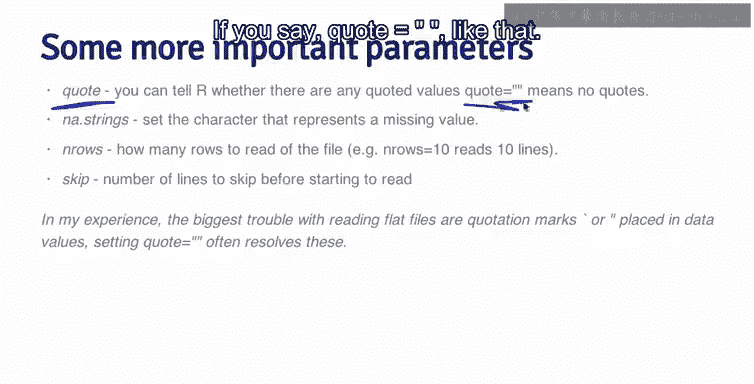 If you say, quote = " ", like that.
Some more important parameters
· quote - you can tell R whether there are any quoted values quote="" means no quotes.
· na.strings - set the character that represents a missing value.
· nrows - how many rows to read of the file (e.g. nrows=10 reads 10 lines).
· skip - number of lines to skip before starting to read
In my experience, the biggest trouble with reading flat files are quotation marks ` or " placed in data
values, setting quote="" often resolves these.